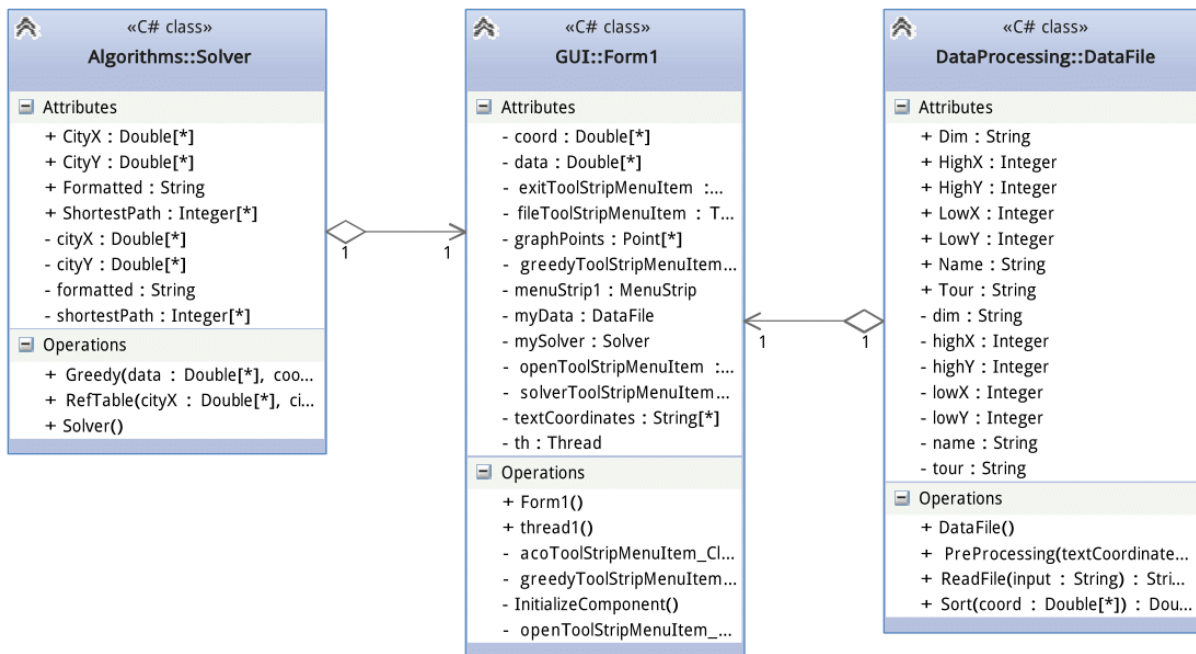 «C# class»
Algorithms::Solver
Attributes
+ CityX : Double[*]
+ CityY : Double[*]
+ Formatted : String
+ ShortestPath : Integer[*]
- cityX : Double[*]
- cityY : Double[*]
- formatted : String
- shortestPath : Integer[*]
Operations
+ Greedy(data : Double[*], coo...
+ RefTable(cityX : Double[*], ci...
+ Solver()
1
1
«C# class»
GUI::Form1
Attributes
- coord : Double[*]
- data : Double[*]
- exitToolStripMenuItem :...
- fileToolStripMenuItem : T...
- graphPoints : Point[*]
- greedyToolStripMenuItem...
- menuStrip1 : MenuStrip
- myData : DataFile
- mySolver : Solver
- openToolStripMenuItem :...
- solverToolStripMenuItem...
- textCoordinates : String[*]
- th : Thread
Operations
+ Form1()
+ thread1()
- acoToolStripMenuItem_Cl...
- greedyToolStripMenuItem...
- InitializeComponent()
- openToolStripMenuItem_...
1
1
«C# class»
DataProcessing::DataFile
Attributes
+ Dim : String
+ HighX : Integer
+ HighY : Integer
+ LowX : Integer
+ LowY : Integer
+ Name : String
+ Tour : String
- dim : String
- highX : Integer
- highY : Integer
- lowX : Integer
- lowY : Integer
- name : String
- tour : String
Operations
+ DataFile()
+ PreProcessing(textCoordinate...
+ ReadFile(input : String) : Stri...
+ Sort(coord : Double[*]) : Dou...